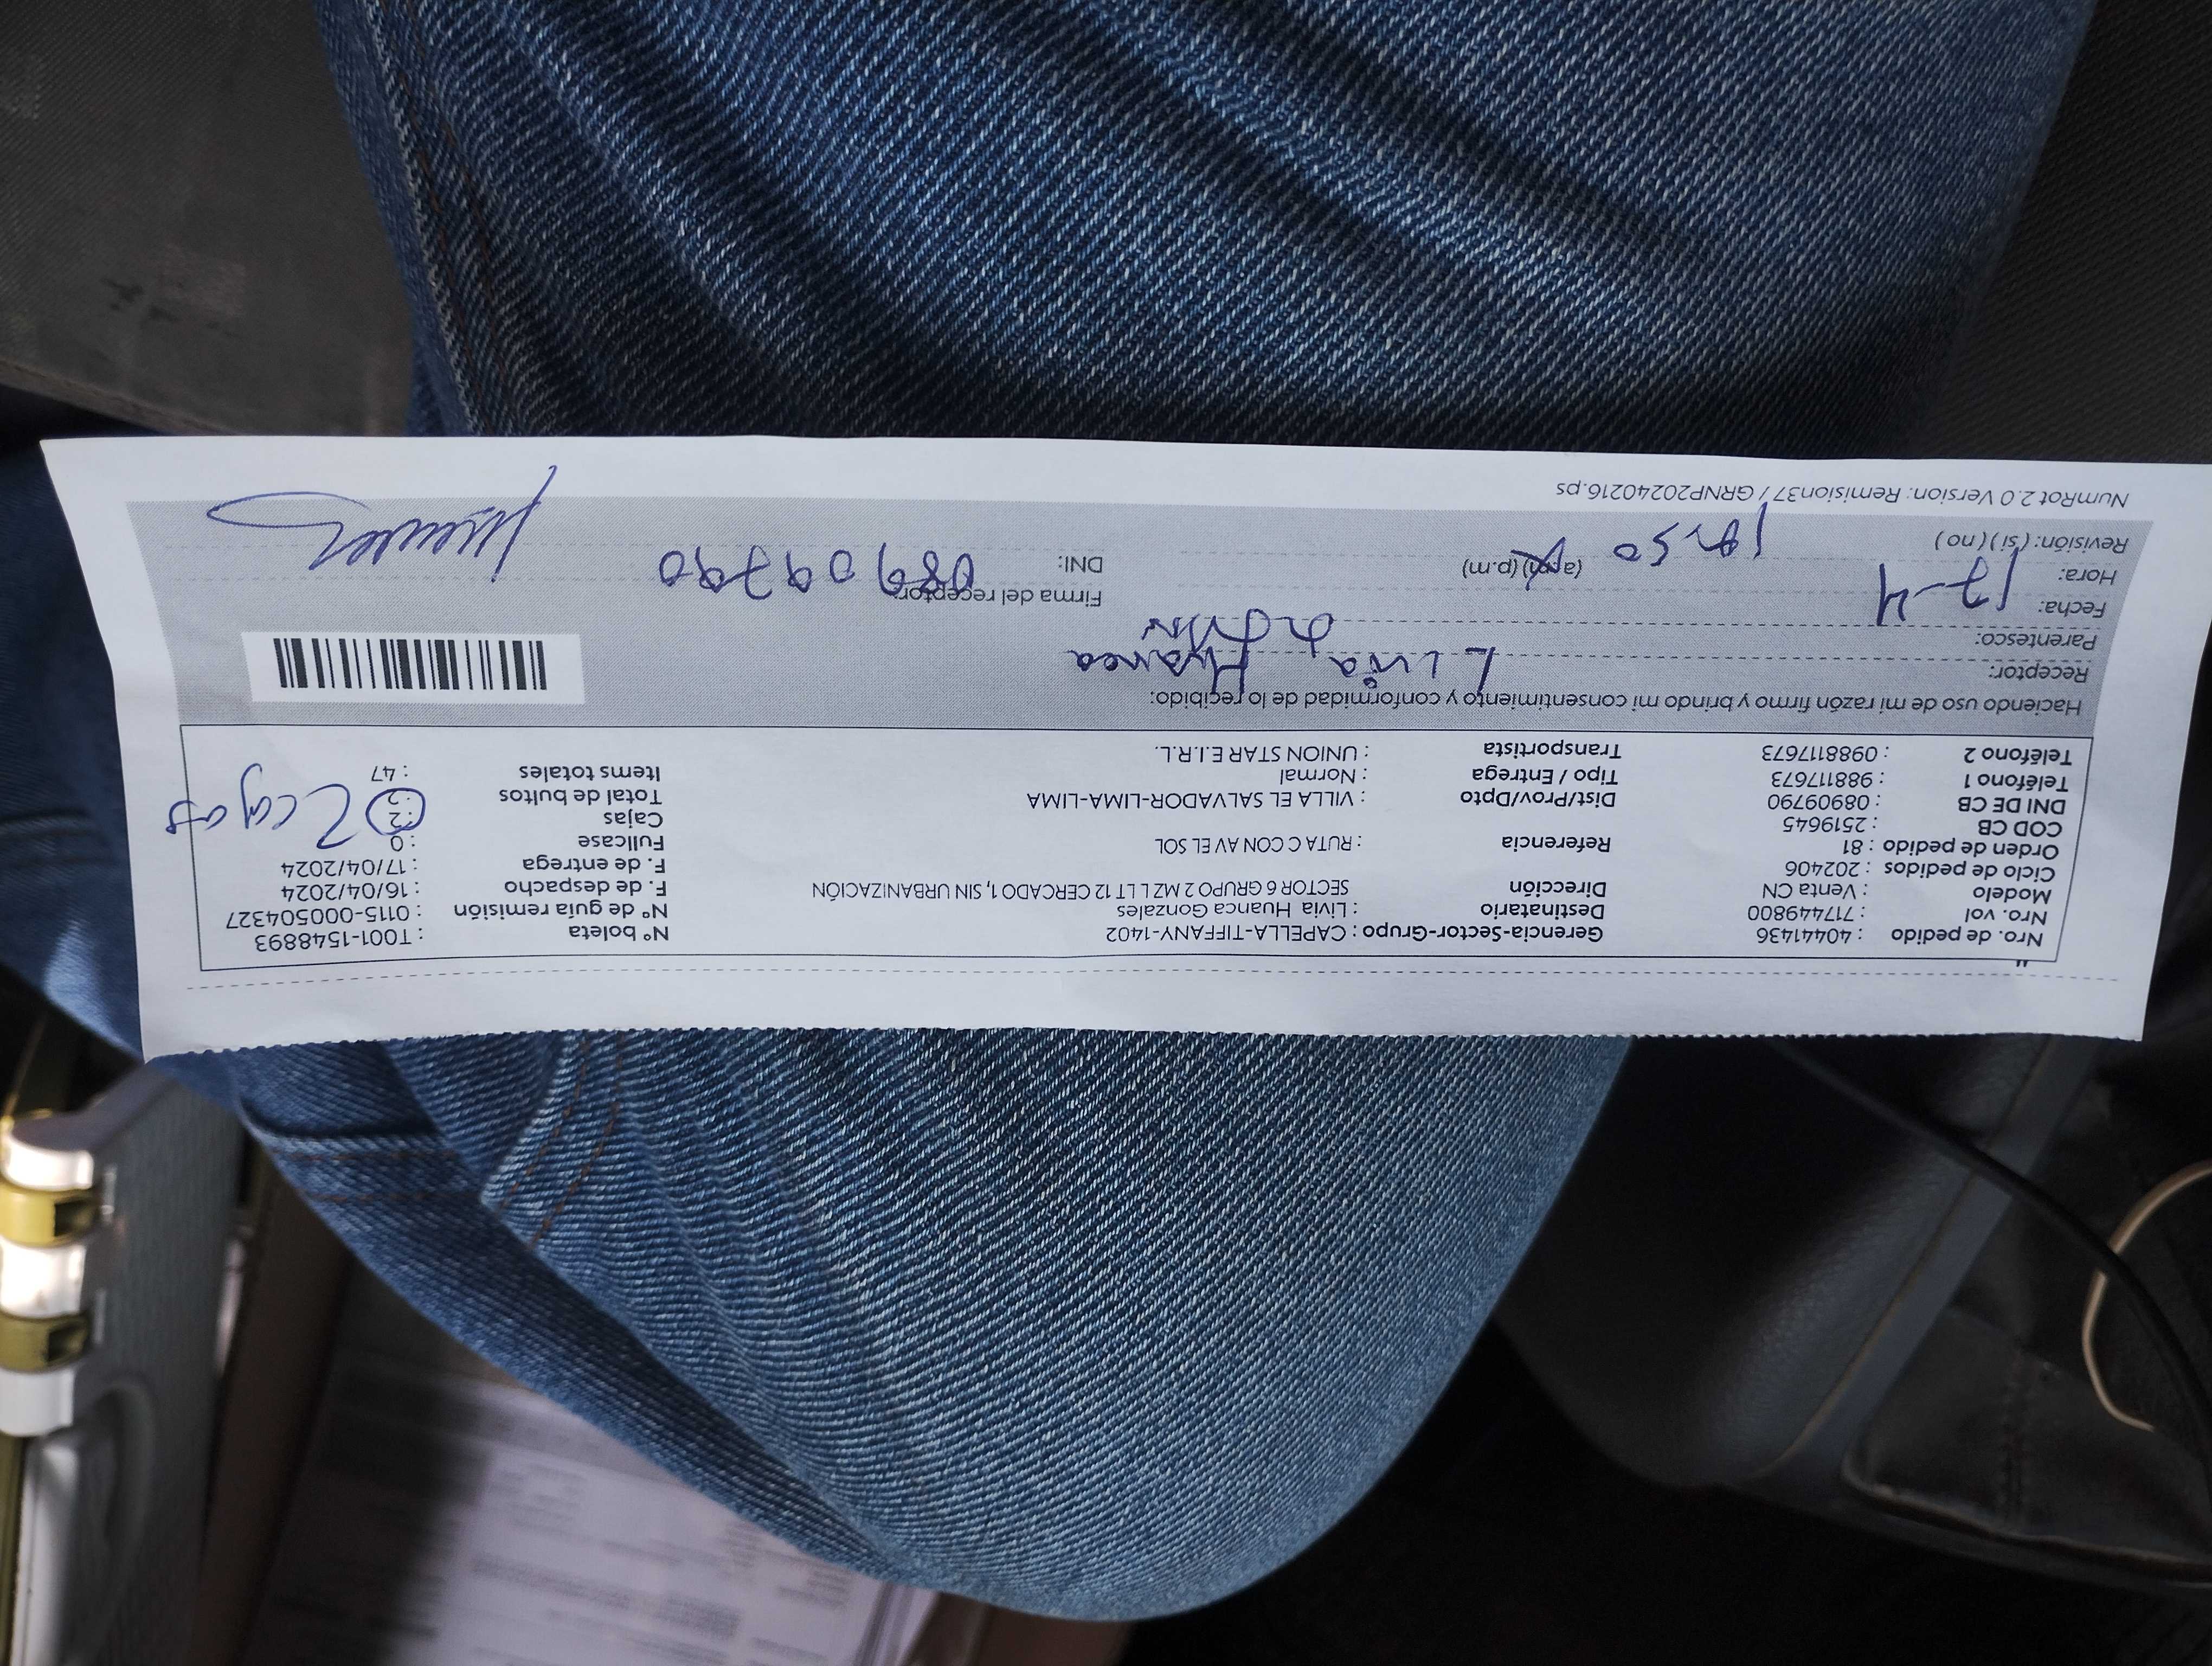 Nro. de pedido : 40441436
Nro. vol : 717449800
Modelo : Venta CN
Ciclo de pedidos : 202406
Orden de pedido : 81
COD CB : 2519645
DNI DE CB : 08909790
Teléfono 1 : 988117673
Teléfono 2 : 0988117673
Gerencia-Sector-Grupo : CAPELLA-TIFFANY-1402
Destinatario : Livia Huanca Gonzales
Dirección SECTOR 6 GRUPO 2 MZ L LT 12 CERCADO 1, SIN URBANIZACIÓN
Referencia : RUTA C CON AV EL SOL
Dist/Prov/Dpto : VILLA EL SALVADOR-LIMA-LIMA
Tipo / Entrega : Normal
Transportista : UNION STAR E.I.R.L.
Nº boleta : T001-1548893
Nº de guia remisión : 0115-000504327
F. de despacho : 16/04/2024
F. de entrega : 17/04/2024
Fullcase : 0
Cajas : 2
Total de bultos : 2
Items totales : 47
2 cajas
Haciendo uso de mi razón firmo y brindo mi consentimiento y conformidad de lo recibido:
Receptor: Livia Huanca
Parentesco:
Fecha: 17-4
Hora: (a.m) (p.m)
Revisión: ( si ) ( no )
Firma del receptor:
DNI: 08909790
NumRot 2.0 Version: Remision37 / GRNP20240216.ps